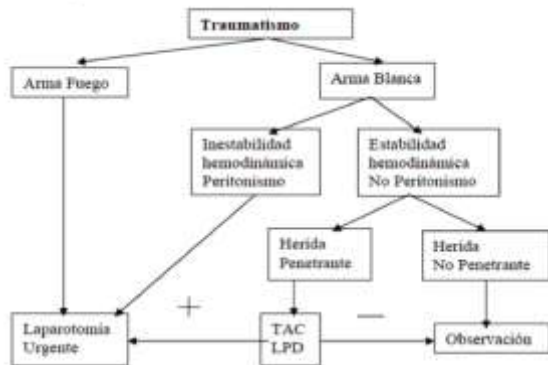 Traumatismo
Arma Fuego
Arma Blanca
Inestabilidad
hemodinámica
Peritonismo
Estabilidad
hemodinámica
No Peritonismo
Herida
Penetrante
Herida
No Penetrante
+
—
Laparotomía
Urgente
TAC
LPD
Observación